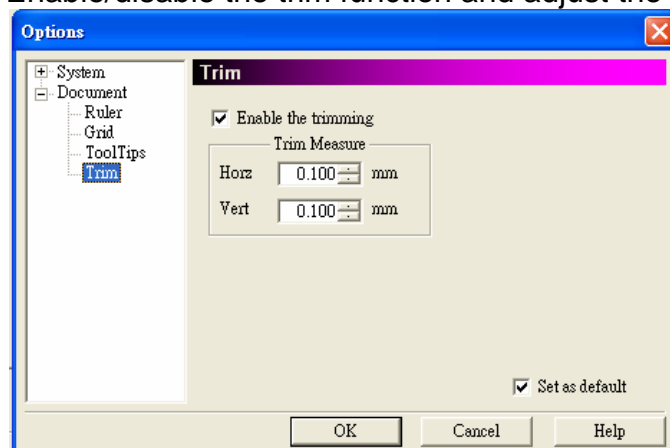 Enable/disable the trim function and adjust the
Options
System
Document
Ruler
Grid
ToolTips
Trim
Trim
Enable the trimming
Trim Measure
Horz 0.100 mm
Vert 0.100 mm
Set as default
OK Cancel Help